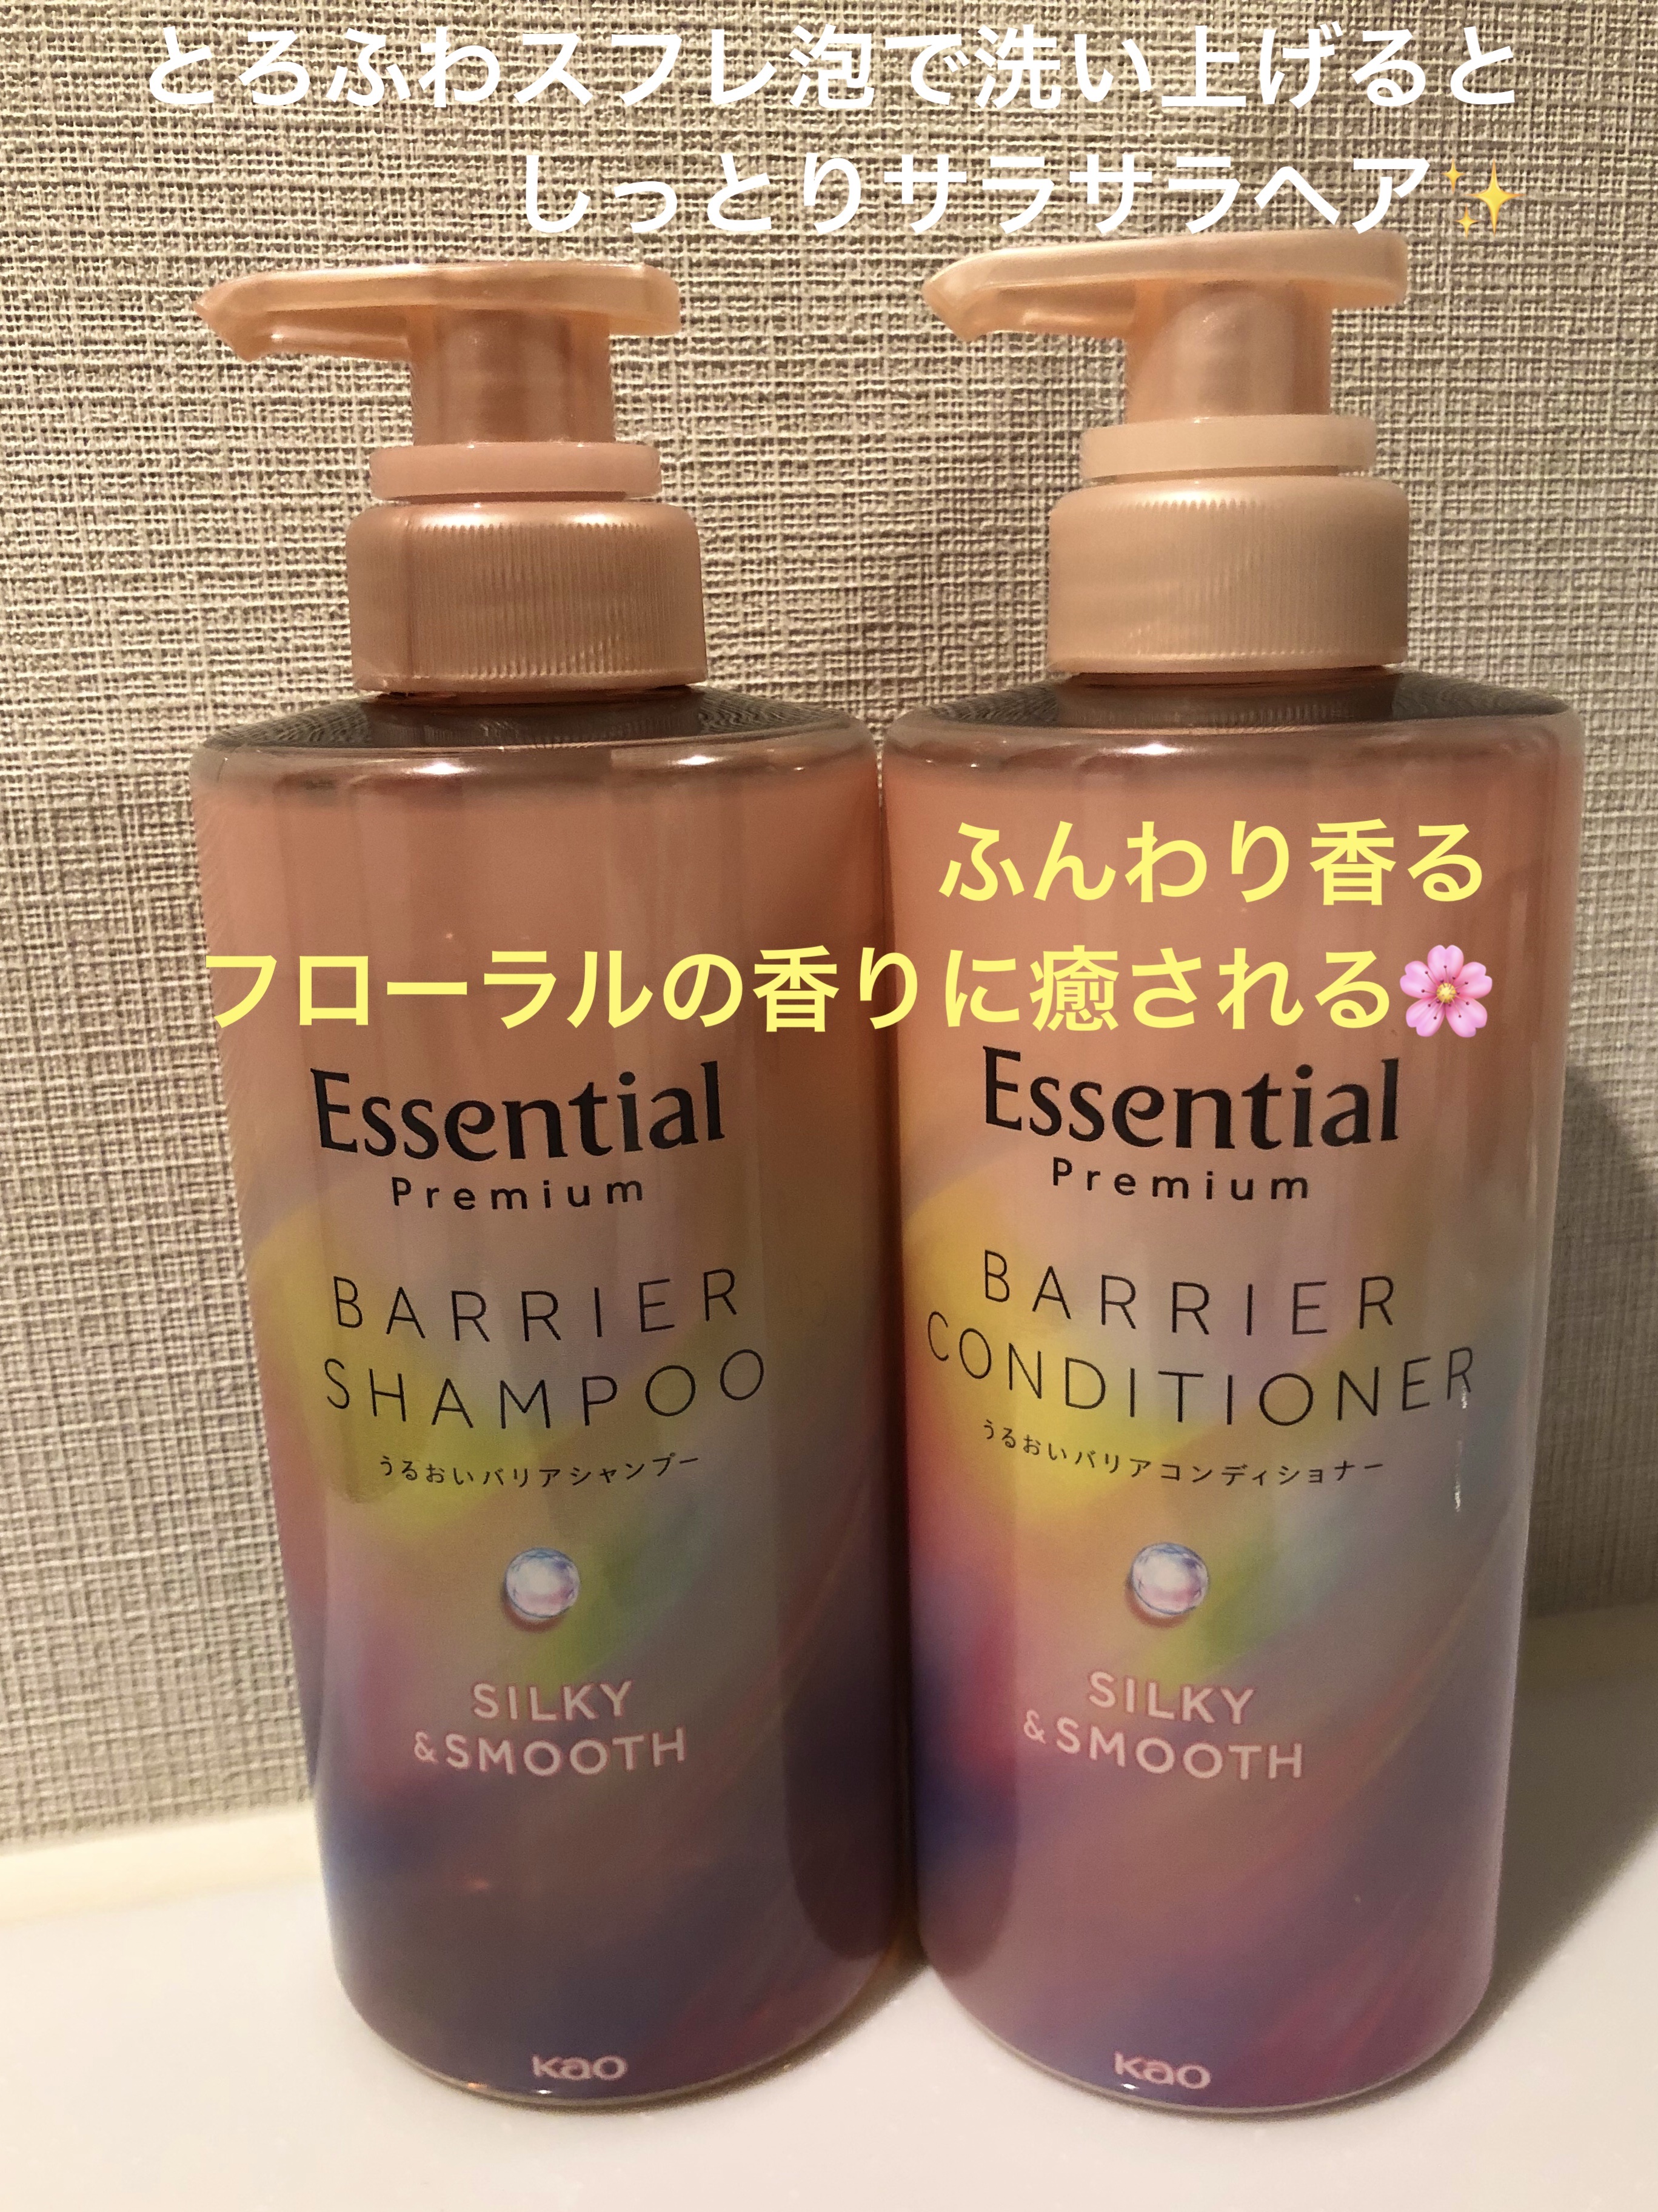 とろふわスフレ泡で洗い上げると
しっとりサラサラヘア✨
ふんわり香る
フローラルの香りに癒される🌸
Essential
Premium
BARRIER
SHAMPOO
うるおいバリアシャンプー
SILKY
&SMOOTH
Kao
Essential
Premium
BARRIER
CONDITIONER
うるおいバリアコンディショナー
SILKY
&SMOOTH
Kao